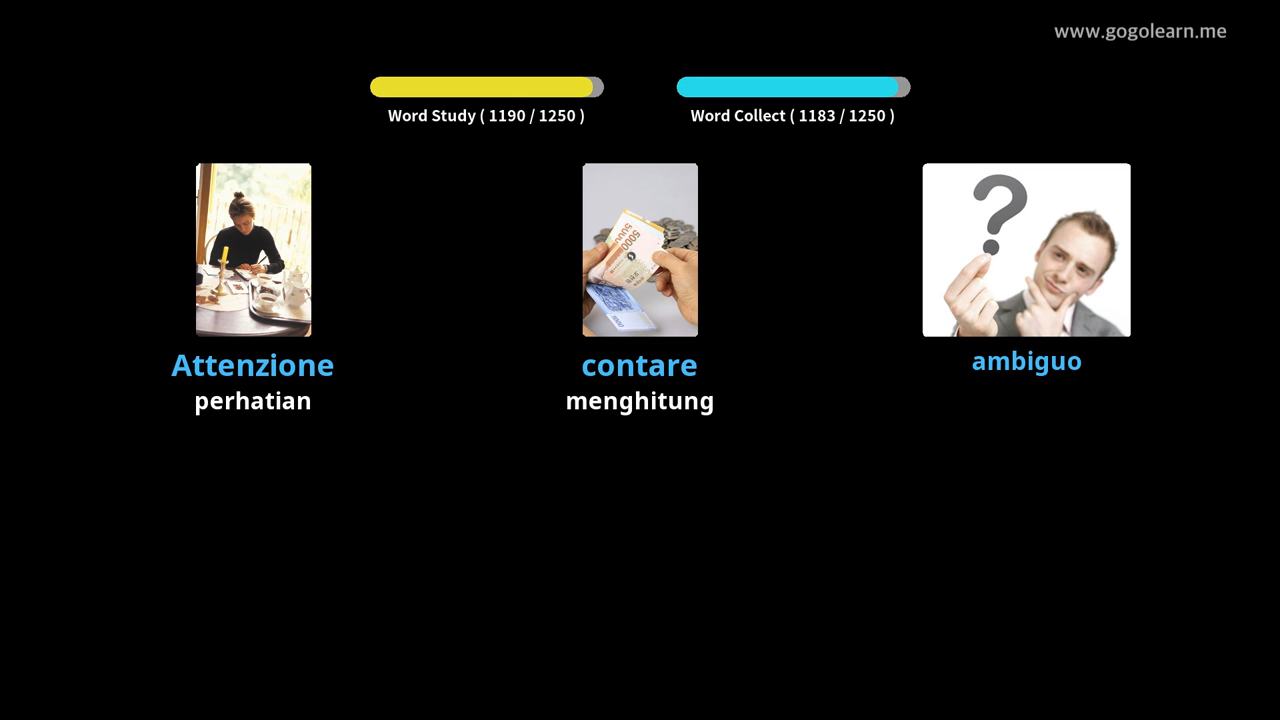 www.gogolearn.me
Word Study ( 1190 / 1250 )
Word Collect ( 1183 / 1250 )
Attenzione
perhatian
contare
menghitung
ambiguo